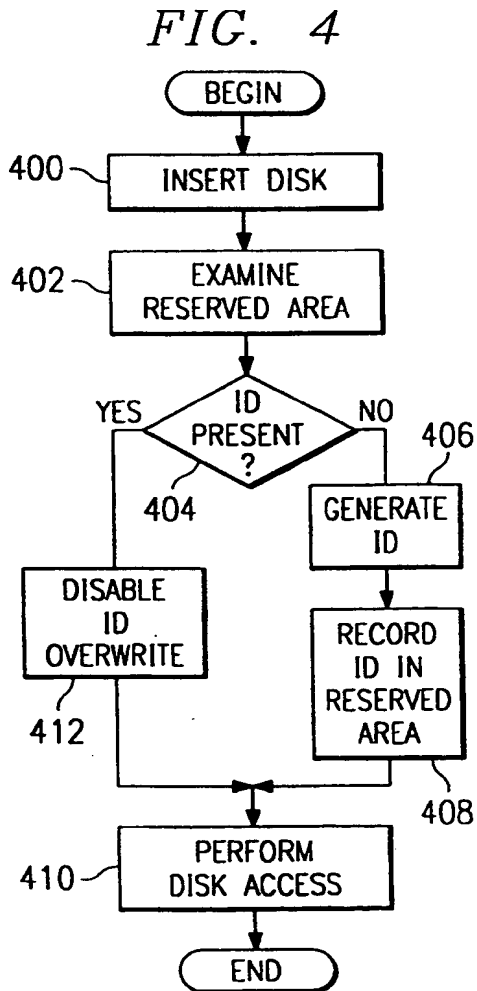 FIG. 4
BEGIN
400
INSERT DISK
402
EXAMINE
RESERVED AREA
YES
ID
PRESENT
?
NO
404
406
GENERATE
ID
DISABLE
ID
OVERWRITE
412
RECORD
ID IN
RESERVED
AREA
408
410
PERFORM
DISK ACCESS
END